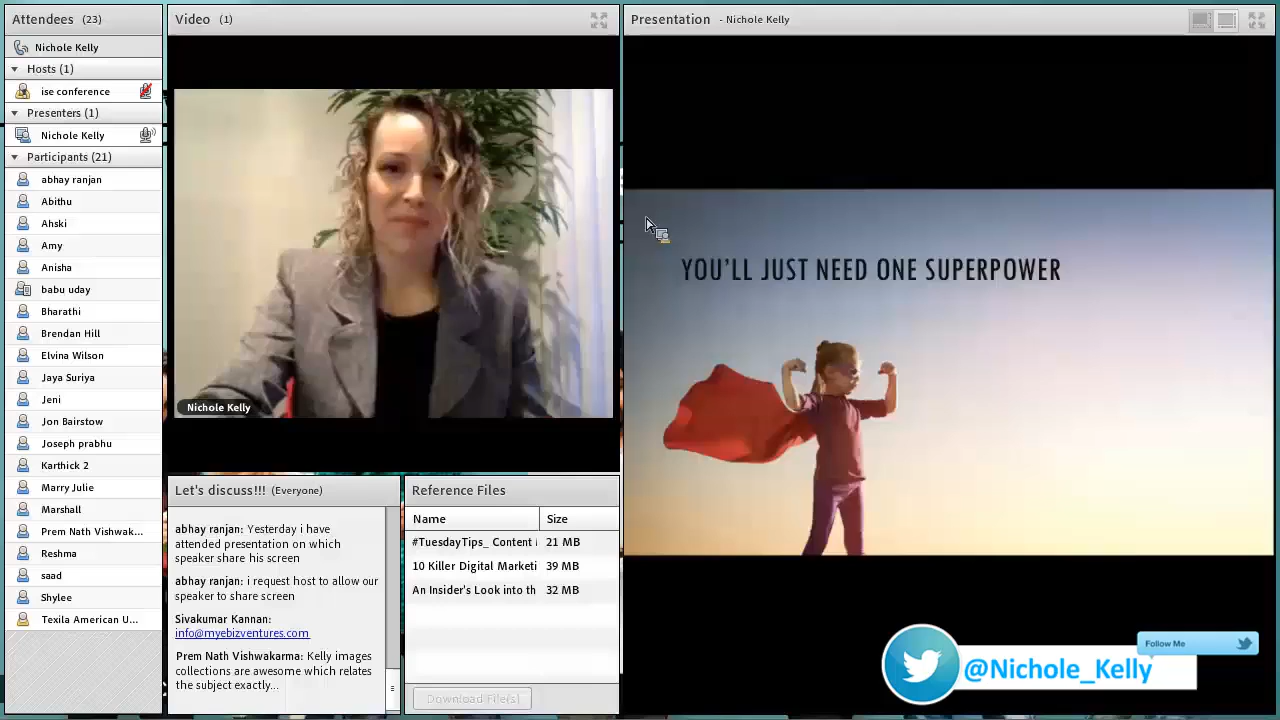 Attendees (23)
Nichole Kelly
Hosts (1)
ise conference
Presenters (1)
Nichole Kelly
Participants (21)
abhay ranjan
Abithu
Ahski
Amy
Anisha
babu uday
Bharathi
Brendan Hill
Elvina Wilson
Jaya Suriya
Jeni
Jon Bairstow
Joseph prabhu
Karthick 2
Marry Julie
Marshall
Prem Nath Vishwak...
Reshma
saad
Shylee
Texila American U...
Video (1)
Nichole Kelly
Let's discuss!!! (Everyone)
abhay ranjan: Yesterday i have
attended presentation on which
speaker share his screen
abhay ranjan: i request host to allow our
speaker to share screen
Sivakumar Kannan:
info@myebizventures.com
Prem Nath Vishwakarma: Kelly images
collections are awesome which relates
the subject exactly...
Reference Files
Name Size
#TuesdayTips_ Content 21 MB
10 Killer Digital Marketi 39 MB
An Insider's Look into th 32 MB
Download File(s)
Presentation - Nichole Kelly
YOU'LL JUST NEED ONE SUPERPOWER
Follow Me
@Nichole_Kelly